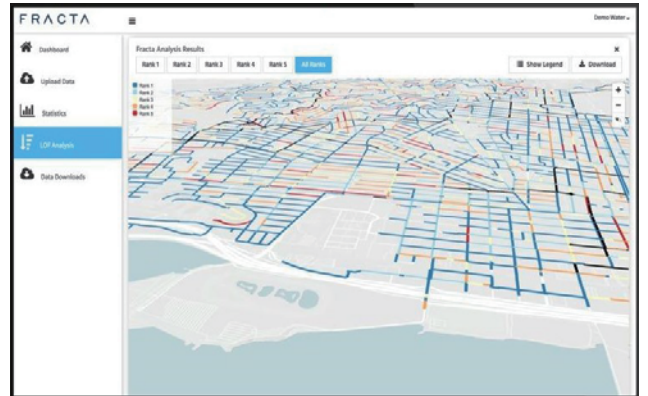 FRACTA
Demo Water
Dashboard
Upload Data
Statistics
LOF Analysis
Data Downloads
Fracta Analysis Results
Rank 1 Rank 2 Rank 3 Rank 4 Rank 5 All Ranks
Show Legend Download
Rank 1
Rank 2
Rank 3
Rank 4
Rank 5